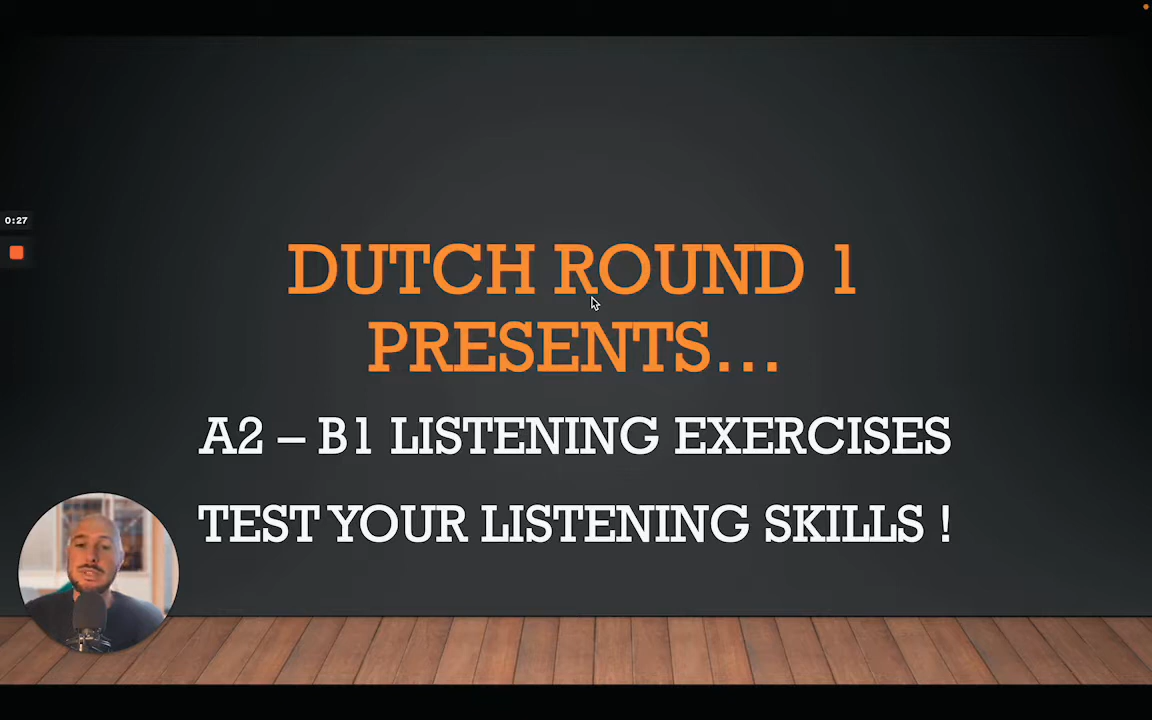 0:27
DUTCH ROUND 1
PRESENTS...
A2 – B1 LISTENING EXERCISES
TEST YOUR LISTENING SKILLS !